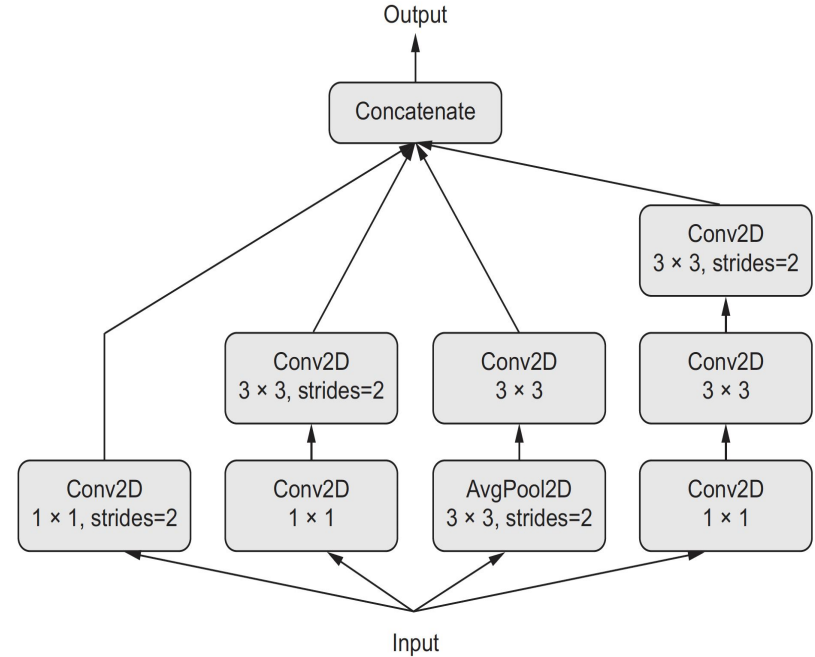 Output
Concatenate
Conv2D
3 × 3, strides=2
Conv2D
3 × 3, strides=2
Conv2D
3 × 3
Conv2D
3 × 3
Conv2D
1 × 1, strides=2
Conv2D
1 × 1
AvgPool2D
3 × 3, strides=2
Conv2D
1 × 1
Input